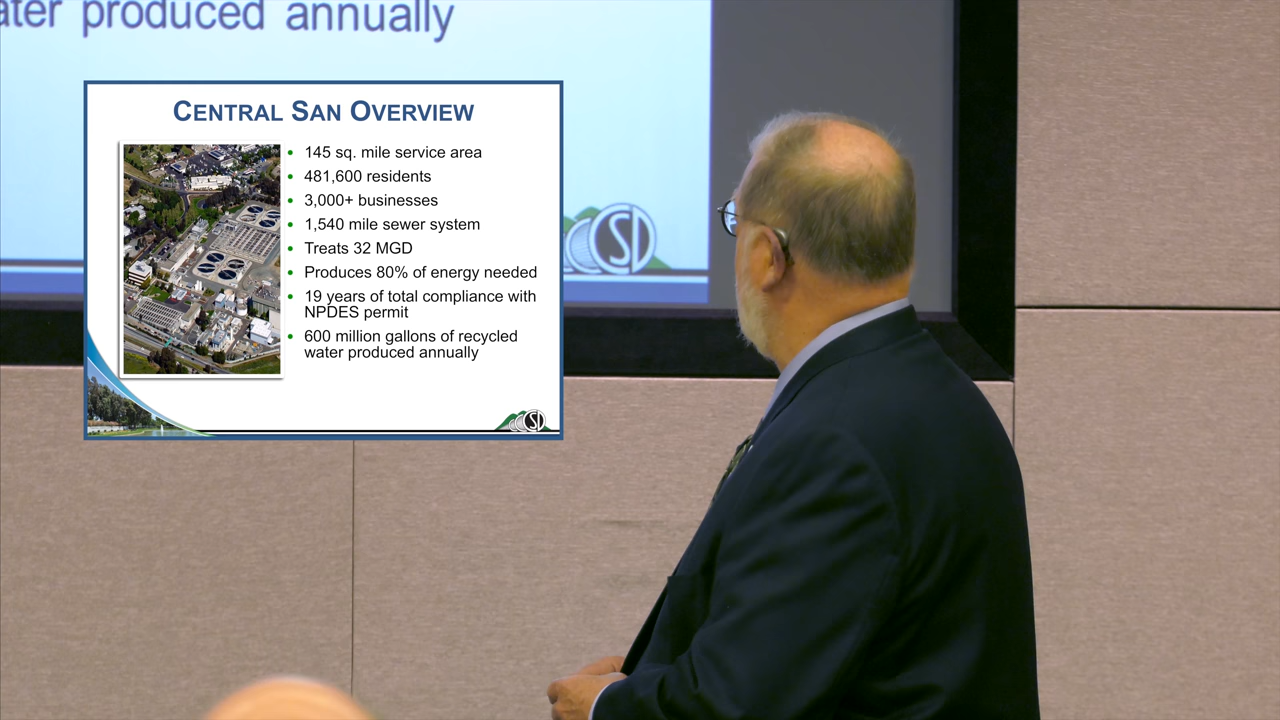 ater produced annually
CENTRAL SAN OVERVIEW
• 145 sq. mile service area
• 481,600 residents
• 3,000+ businesses
• 1,540 mile sewer system
• Treats 32 MGD
• Produces 80% of energy needed
• 19 years of total compliance with
NPDES permit
• 600 million gallons of recycled
water produced annually
CSD
CSD